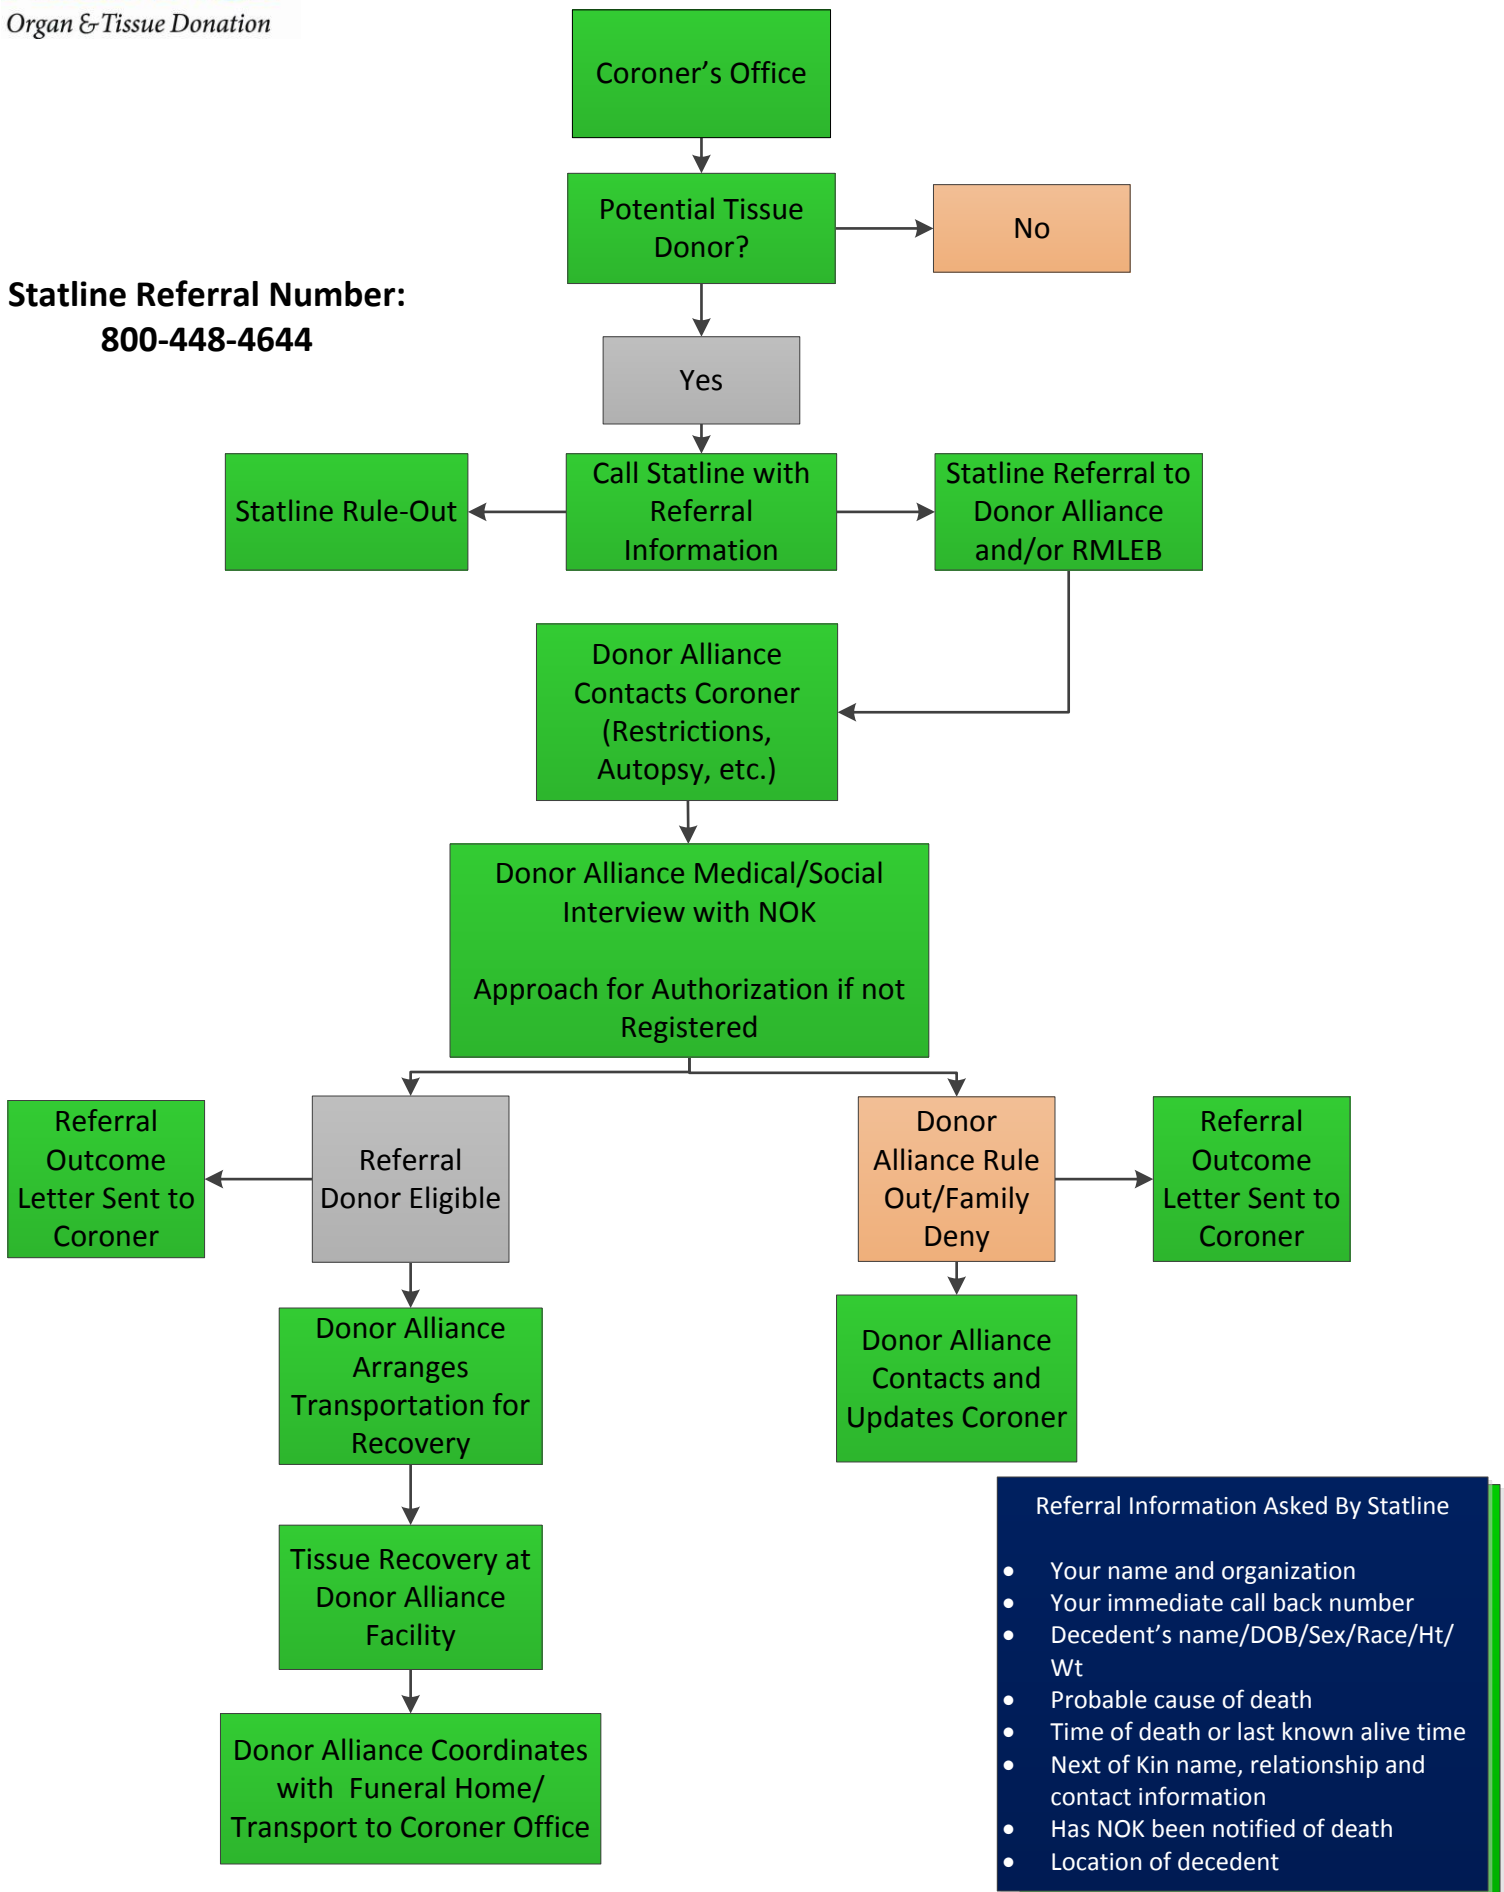 Organ & Tissue Donation
Coroner's Office
Potential Tissue
Donor?
No
Statline Referral Number:
800-448-4644
Yes
Statline Rule-Out
Call Statline with
Referral
Information
Statline Referral to
Donor Alliance
and/or RMLEB
Donor Alliance
Contacts Coroner
(Restrictions,
Autopsy, etc.)
Donor Alliance Medical/Social
Interview with NOK
Approach for Authorization if not
Registered
Referral
Outcome
Letter Sent to
Coroner
Referral
Donor Eligible
Donor
Alliance Rule
Out/Family
Deny
Referral
Outcome
Letter Sent to
Coroner
Donor Alliance
Arranges
Transportation for
Recovery
Donor Alliance
Contacts and
Updates Coroner
Tissue Recovery at
Donor Alliance
Facility
Donor Alliance Coordinates
with Funeral Home/
Transport to Coroner Office
Referral Information Asked By Statline
• Your name and organization
• Your immediate call back number
• Decedent's name/DOB/Sex/Race/Ht/
Wt
• Probable cause of death
• Time of death or last known alive time
• Next of Kin name, relationship and
contact information
• Has NOK been notified of death
• Location of decedent